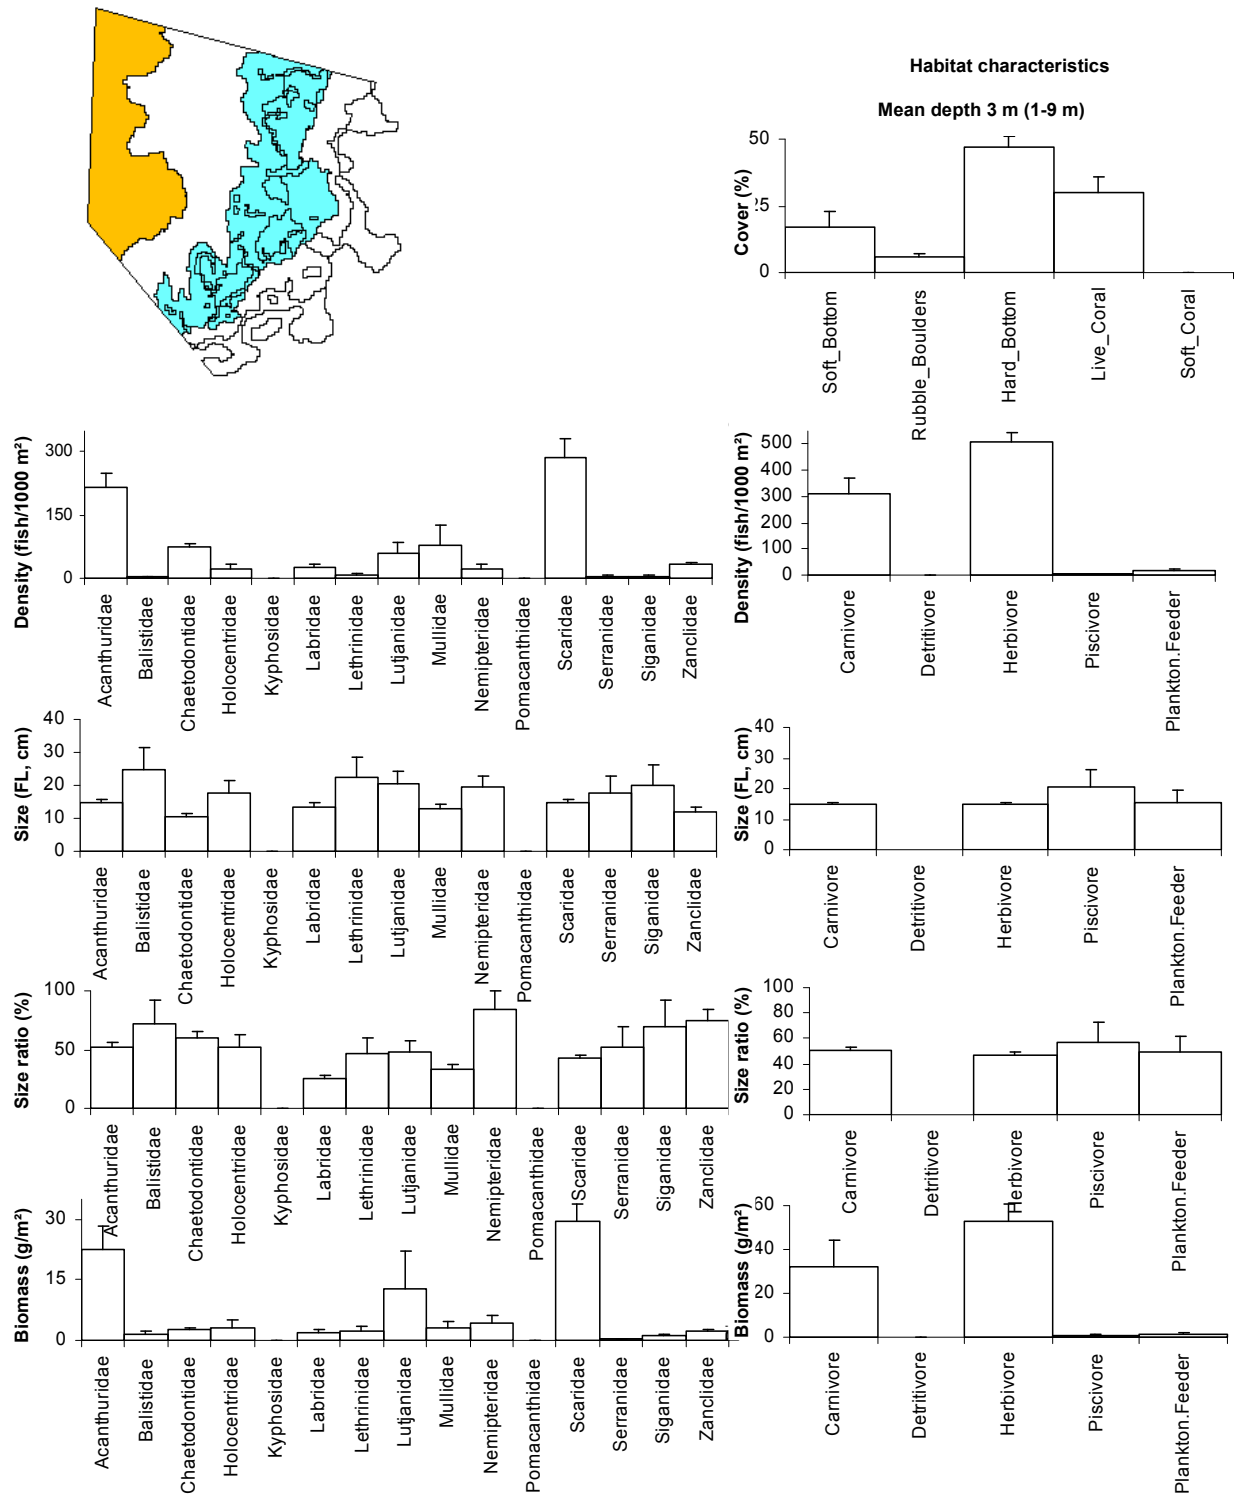 Habitat characteristics
Mean depth 3 m (1-9 m)
Cover (%)
50
25
0
Soft_Bottom
Rubble_Boulders
Hard_Bottom
Live_Coral
Soft_Coral
Density (fish/1000 m²)
300
150
0
Acanthuridae
Balistidae
Chaetodontidae
Holocentridae
Kyphosidae
Labridae
Lethrinidae
Lutjanidae
Mullidae
Nemipteridae
Pomacanthidae
Scaridae
Serranidae
Siganidae
Zanclidae
Density (fish/1000 m²)
500
400
300
200
100
0
Carnivore
Detritivore
Herbivore
Piscivore
Plankton.Feeder
Size (FL, cm)
40
30
20
10
0
Acanthuridae
Balistidae
Chaetodontidae
Holocentridae
Kyphosidae
Labridae
Lethrinidae
Lutjanidae
Mullidae
Nemipteridae
Pomacanthidae
Scaridae
Serranidae
Siganidae
Zanclidae
Size (FL, cm)
40
30
20
10
0
Carnivore
Detritivore
Herbivore
Piscivore
Plankton.Feeder
Size ratio (%)
100
50
0
Acanthuridae
Balistidae
Chaetodontidae
Holocentridae
Kyphosidae
Labridae
Lethrinidae
Lutjanidae
Mullidae
Nemipteridae
Pomacanthidae
Scaridae
Serranidae
Siganidae
Zanclidae
Size ratio (%)
100
80
60
40
20
0
Carnivore
Detritivore
Herbivore
Piscivore
Plankton.Feeder
Biomass (g/m²)
30
15
0
Acanthuridae
Balistidae
Chaetodontidae
Holocentridae
Kyphosidae
Labridae
Lethrinidae
Lutjanidae
Mullidae
Nemipteridae
Pomacanthidae
Scaridae
Serranidae
Siganidae
Zanclidae
Biomass (g/m²)
60
40
20
0
Carnivore
Detritivore
Herbivore
Piscivore
Plankton.Feeder